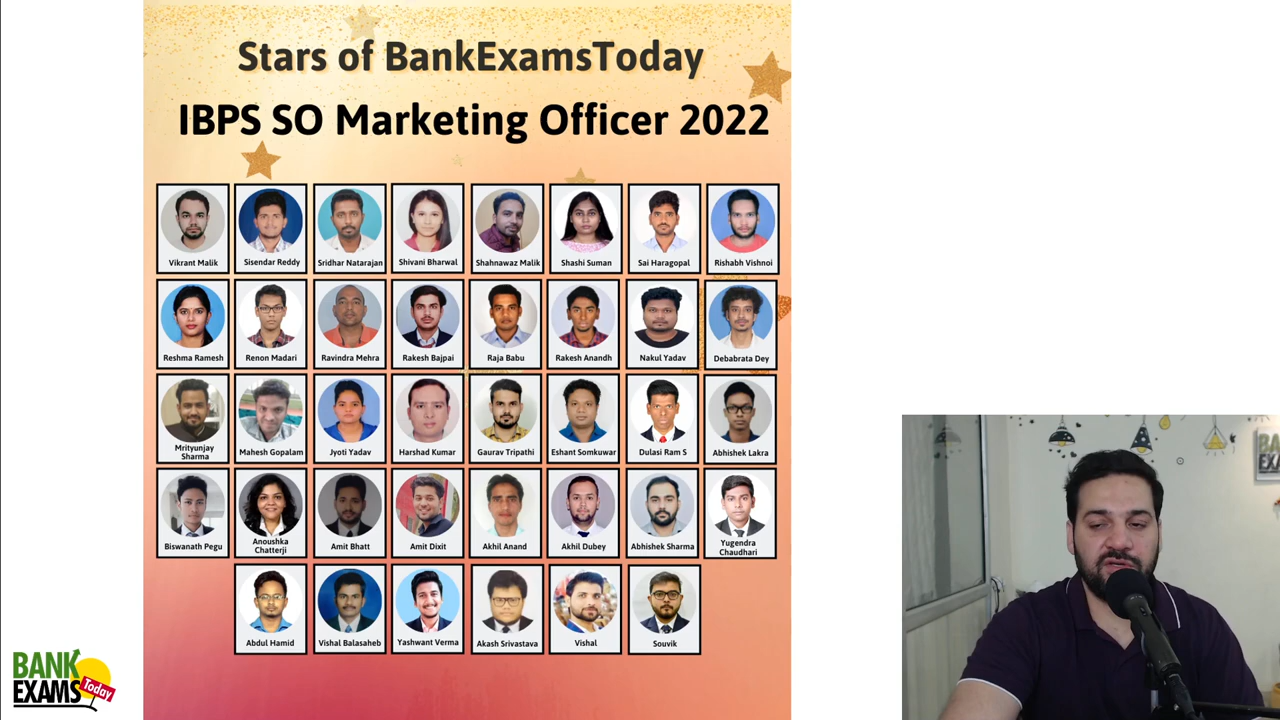 Stars of BankExamsToday
IBPS SO Marketing Officer 2022
Vikrant Malik
Sisendar Reddy
Sridhar Natarajan
Shivani Bharwal
Shahnawaz Malik
Shashi Suman
Sai Haragopal
Rishabh Vishnoi
Reshma Ramesh
Renon Madari
Ravindra Mehra
Rakesh Bajpai
Raja Babu
Rakesh Anandh
Nakul Yadav
Debabrata Dey
Mrityunjay
Sharma
Mahesh Gopalam
Jyoti Yadav
Harshad Kumar
Gaurav Tripathi
Eshant Somkuwar
Dulasi Ram S
Abhishek Lakra
Biswanath Pegu
Anoushka
Chatterji
Amit Bhatt
Amit Dixit
Akhil Anand
Akhil Dubey
Abhishek Sharma
Yugendra
Chaudhari
Abdul Hamid
Vishal Balasaheb
Yashwant Verma
Akash Srivastava
Vishal
Souvik
BANK
EXAMS
Today